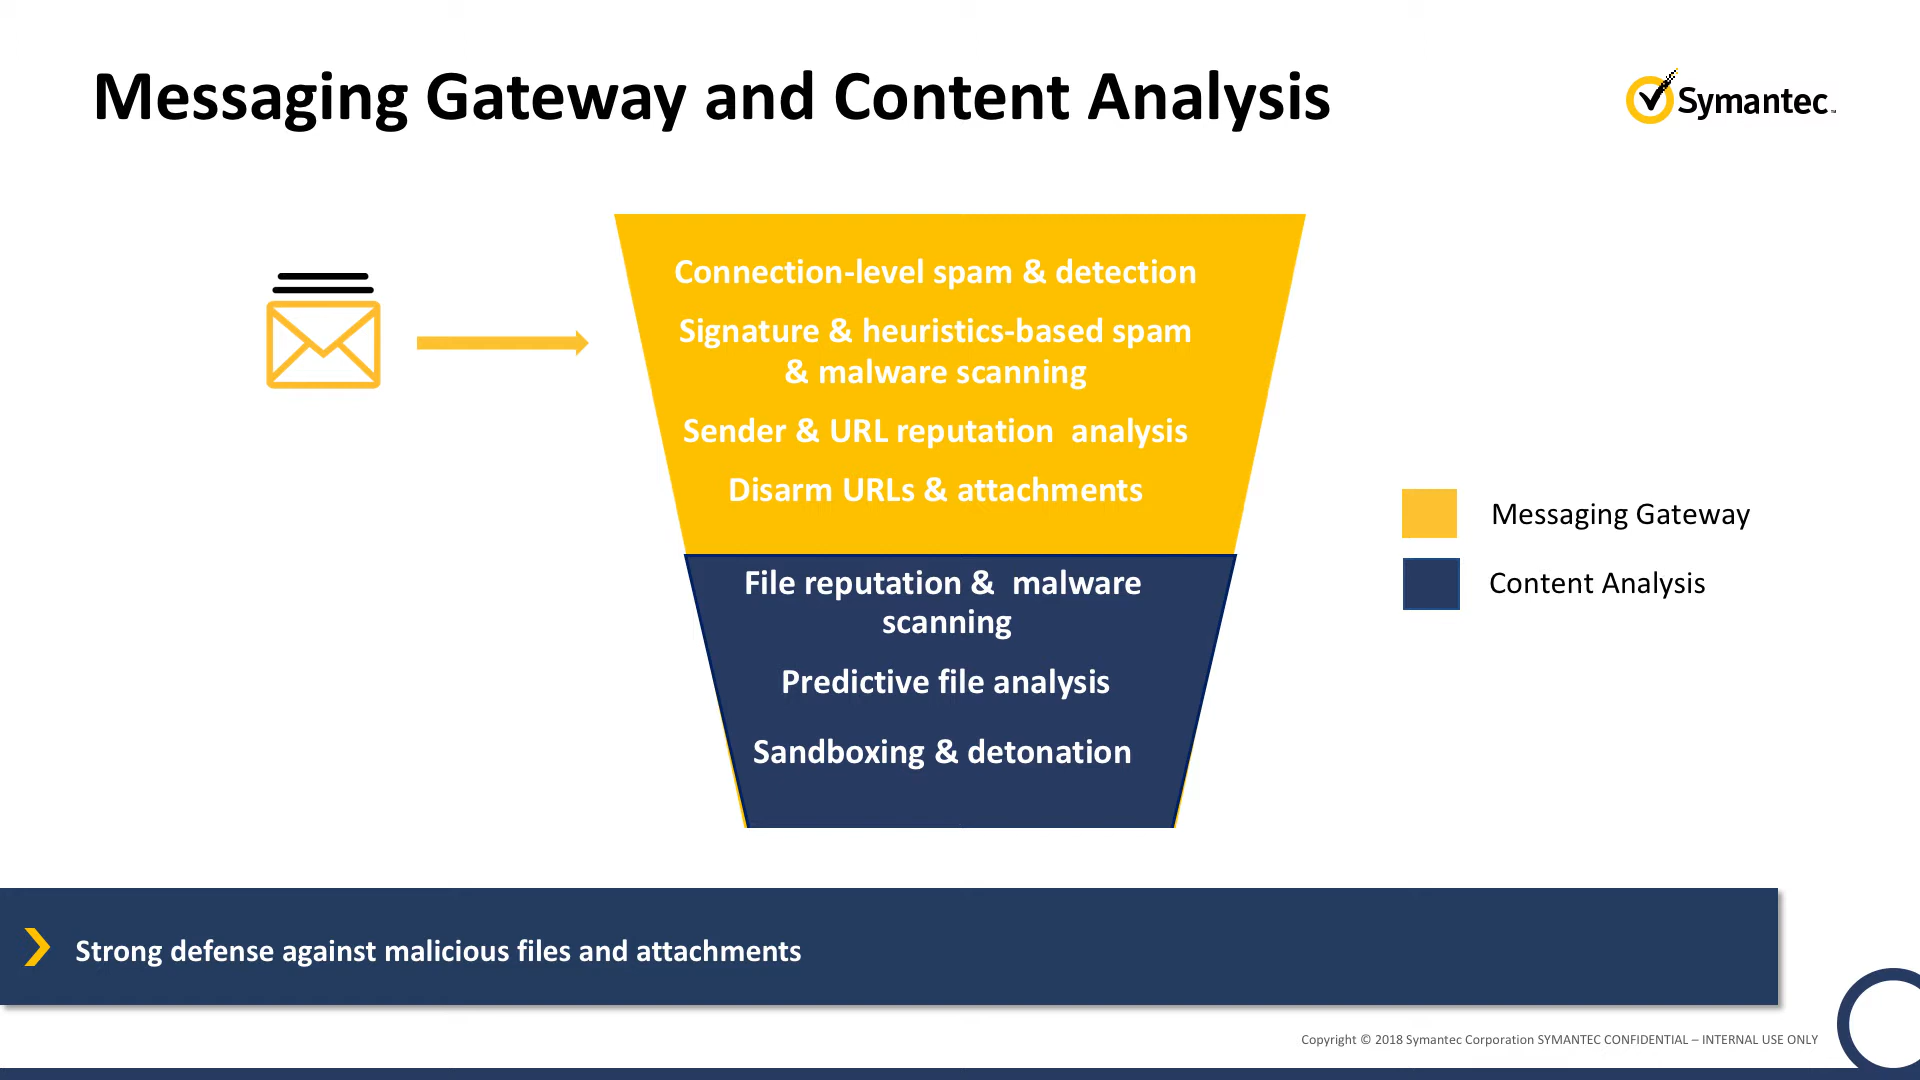 Messaging Gateway and Content Analysis
Symantec™
Connection-level spam & detection
Signature & heuristics-based spam
& malware scanning
Sender & URL reputation  analysis
Disarm URLs & attachments
File reputation &  malware
scanning
Predictive file analysis
Sandboxing & detonation
Messaging Gateway
Content Analysis
Strong defense against malicious files and attachments
Copyright © 2018 Symantec Corporation SYMANTEC CONFIDENTIAL – INTERNAL USE ONLY